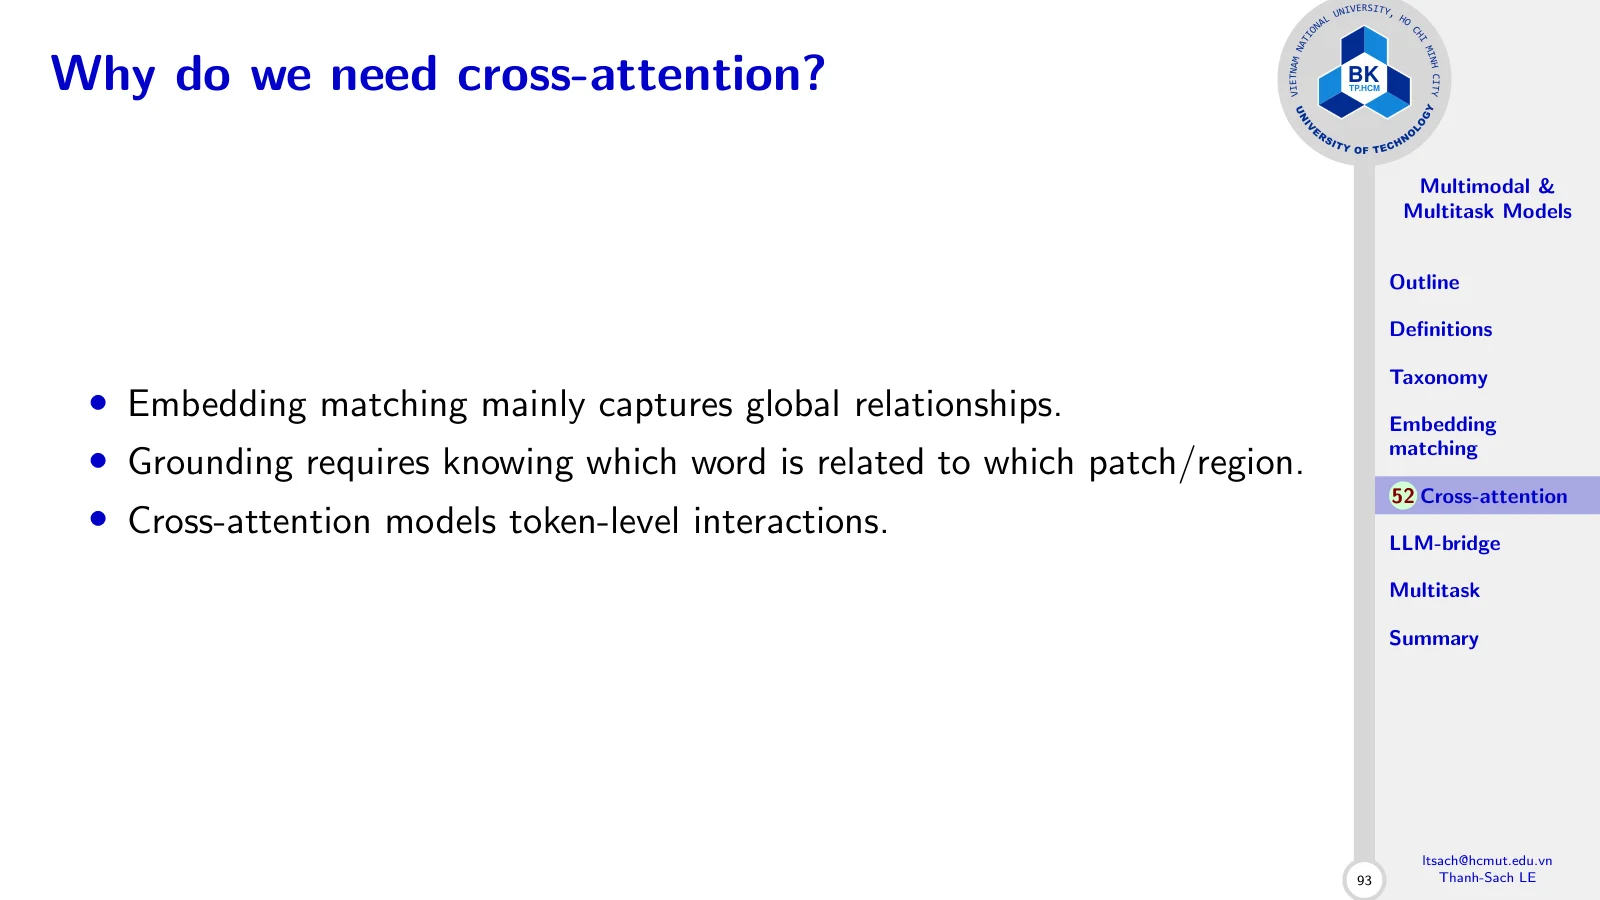 Why do we need cross-attention?
VIETNAM NATIONAL UNIVERSITY, HO CHI MINH CITY
BK
TP.HCM
UNIVERSITY OF TECHNOLOGY
Multimodal &
Multitask Models
Outline
Definitions
Taxonomy
Embedding
matching
52 Cross-attention
LLM-bridge
Multitask
Summary
• Embedding matching mainly captures global relationships.
• Grounding requires knowing which word is related to which patch/region.
• Cross-attention models token-level interactions.
ltsach@hcmut.edu.vn
Thanh-Sach LE
93